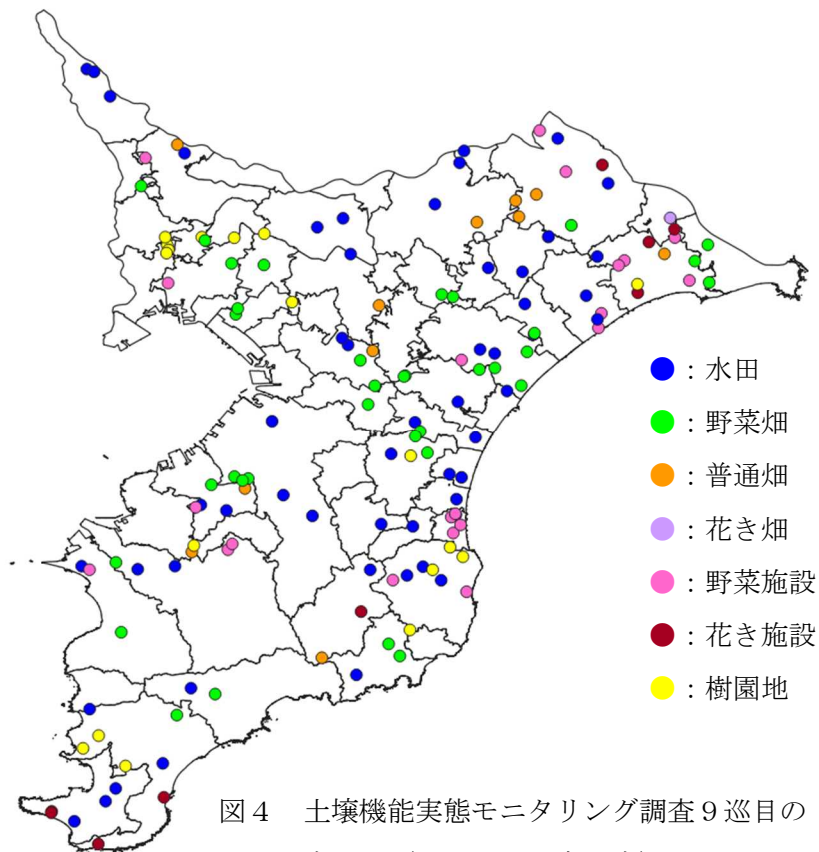 ：水田
：野菜畑
：普通畑
：花き畑
：野菜施設
：花き施設
：樹園地
図４　土壌機能実態モニタリング調査９巡目の